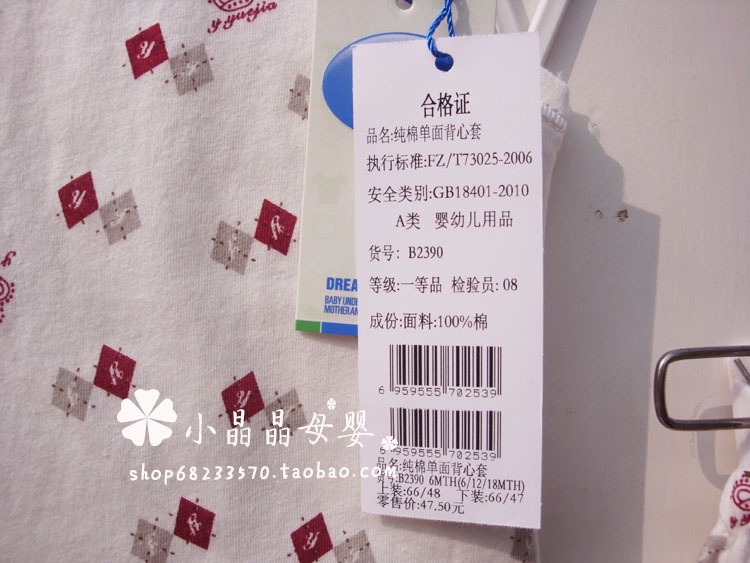 y yuejia
合格证
品名:纯棉单面背心套
执行标准:FZ/T73025-2006
安全类别:GB18401-2010
A类 婴幼儿用品
货号: B2390
等级:一等品 检验员:08
成份:面料:100%棉
6 959555 702539
6 959555 702539
品名:纯棉单面背心套
货号:B2390 6MTH(6/12/18MTH)
上装:66/48 下装:66/47
零售价:47.50元
DREA
BABY UNDE
MOTHER AN
小晶晶母婴
shop68233570.taobao.com